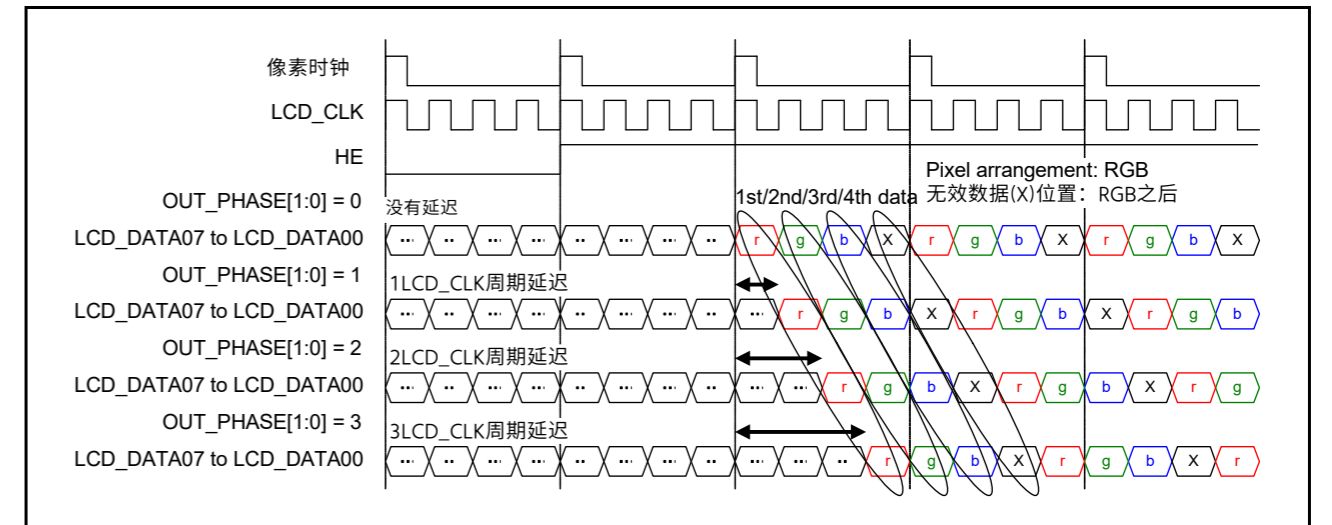 像素时钟
LCD_CLK
HE
Pixel arrangement: RGB
OUT_PHASE[1:0] = 0
没有延迟
1st/2nd/3rd/4th data
无效数据(X)位置：RGB之后
LCD_DATA07 to LCD_DATA00
... .. ... ... .. ... ... .. r g b X r g b X r g b X
OUT_PHASE[1:0] = 1
1LCD_CLK周期延迟
LCD_DATA07 to LCD_DATA00
... .. ... ... .. ... ... .. ... r g b X r g b X r g b
OUT_PHASE[1:0] = 2
2LCD_CLK周期延迟
LCD_DATA07 to LCD_DATA00
... .. ... ... .. ... ... .. ... ... r g b X r g b X r g
OUT_PHASE[1:0] = 3
3LCD_CLK周期延迟
LCD_DATA07 to LCD_DATA00
... .. ... ... .. ... ... .. ... ... .. r g b X r g b X r